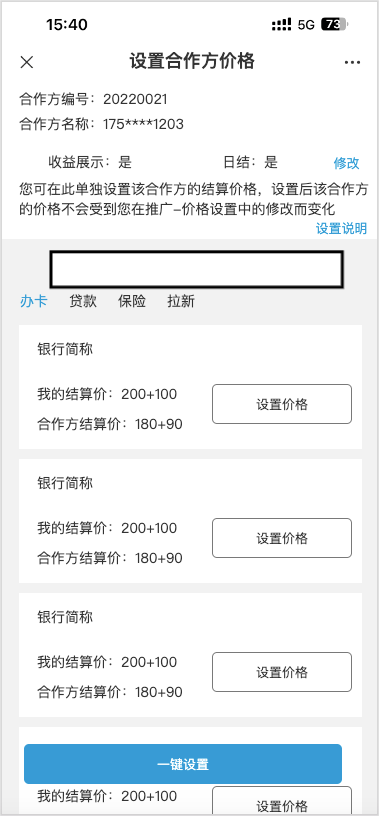 15:40 5G 73
设置合作方价格
合作方编号：20220021
合作方名称：175****1203
收益展示：是 日结：是 修改
您可在此单独设置该合作方的结算价格，设置后该合作方
的价格不会受到您在推广-价格设置中的修改而变化
设置说明
办卡 贷款 保险 拉新
银行简称
我的结算价：200+100
合作方结算价：180+90
设置价格
银行简称
我的结算价：200+100
合作方结算价：180+90
设置价格
银行简称
我的结算价：200+100
合作方结算价：180+90
设置价格
一键设置
我的结算价：200+100
设置价格